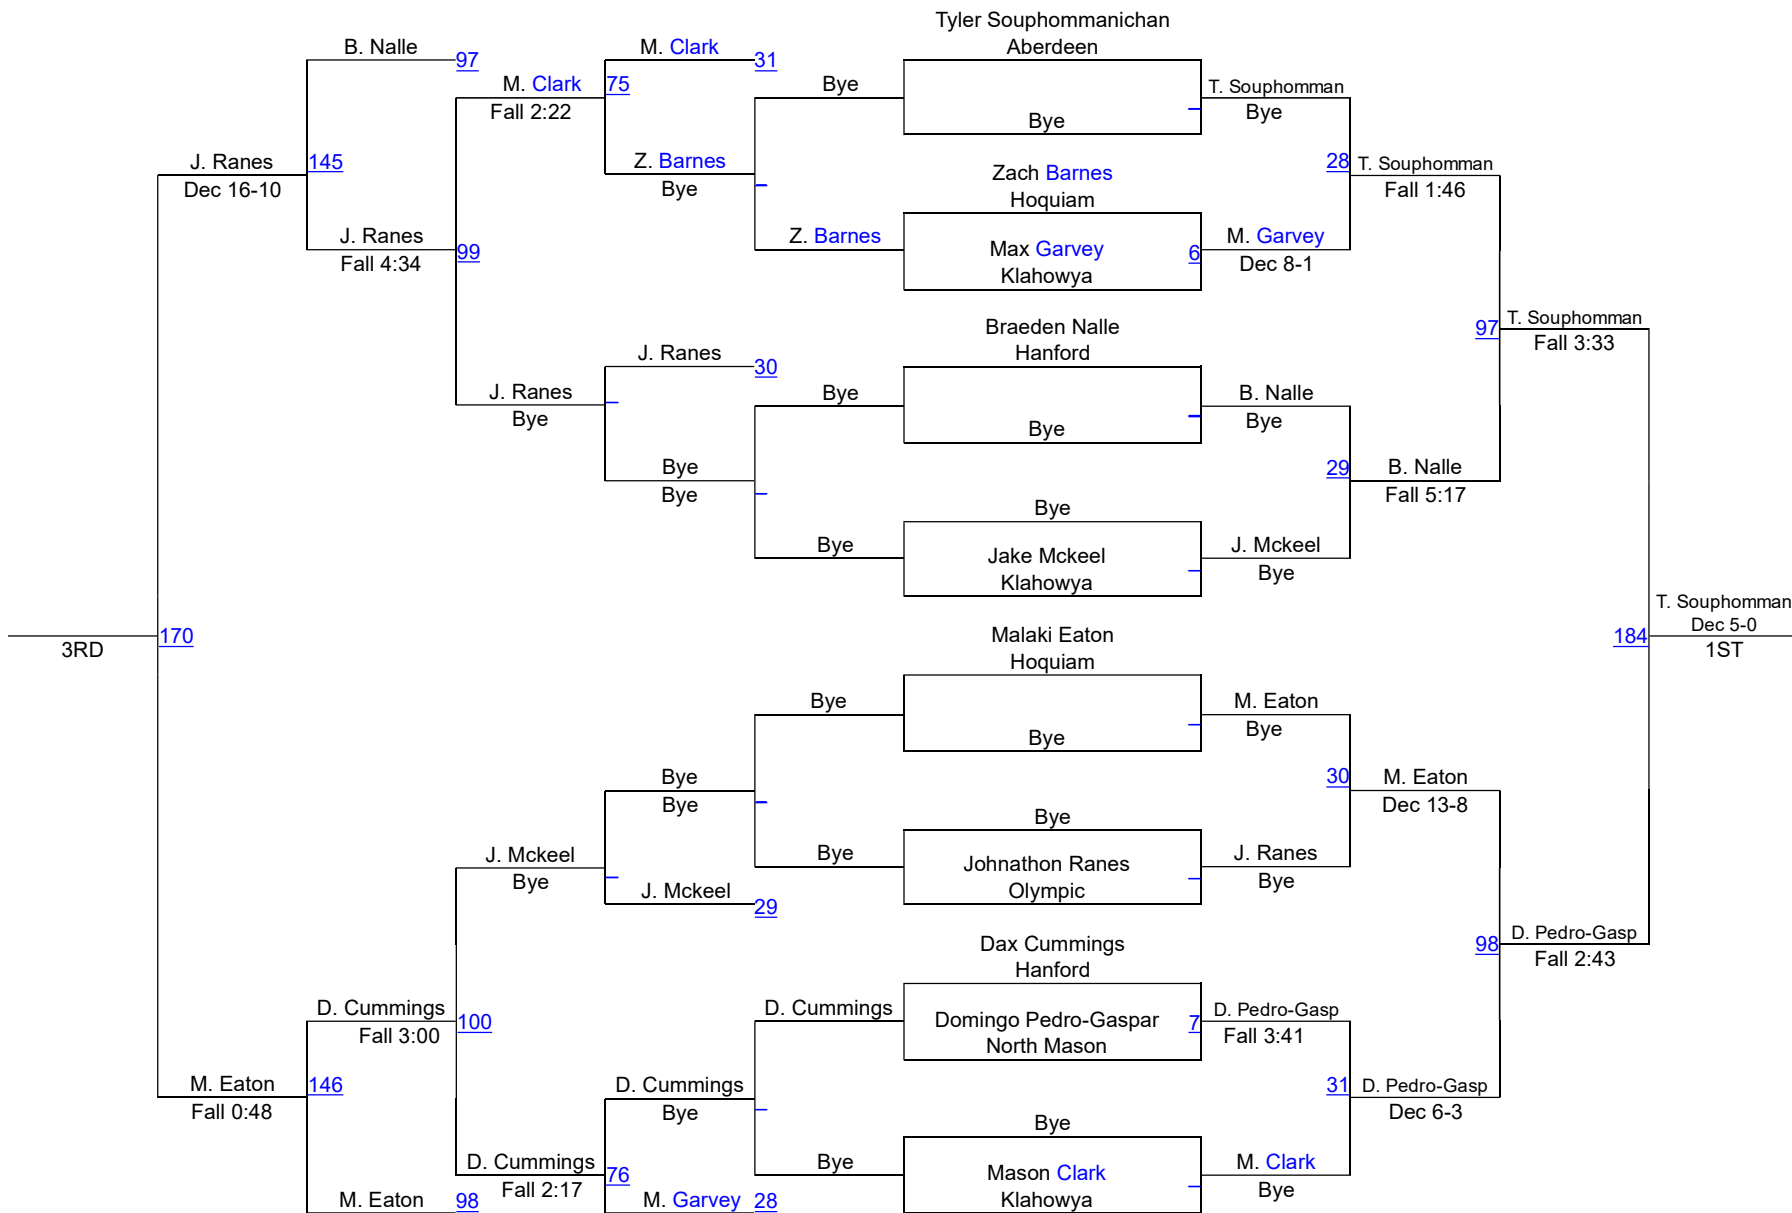 Tyler Souphommanichan
Aberdeen
B. Nalle
97
M. Clark
31
M. Clark
75
Fall 2:22
Bye
Bye
T. Souphomman
Bye
J. Ranes
145
Dec 16-10
Z. Barnes
Bye
Zach Barnes
Hoquiam
28
T. Souphomman
Fall 1:46
J. Ranes
Fall 4:34
99
Z. Barnes
Max Garvey
Klahowya
6
M. Garvey
Dec 8-1
Braeden Nalle
Hanford
97
T. Souphomman
Fall 3:33
J. Ranes
30
J. Ranes
Bye
Bye
Bye
B. Nalle
Bye
Bye
Bye
29
B. Nalle
Fall 5:17
Bye
Bye
Jake Mckeel
Klahowya
J. Mckeel
Bye
3RD
170
Malaki Eaton
Hoquiam
184
T. Souphomman
Dec 5-0
1ST
Bye
Bye
M. Eaton
Bye
Bye
Bye
30
M. Eaton
Dec 13-8
Bye
J. Mckeel
Bye
Bye
Johnathon Ranes
Olympic
J. Ranes
Bye
J. Mckeel
29
Dax Cummings
Hanford
98
D. Pedro-Gasp
Fall 2:43
D. Cummings
Fall 3:00
100
D. Cummings
Domingo Pedro-Gaspar
North Mason
7
D. Pedro-Gasp
Fall 3:41
M. Eaton
Fall 0:48
146
D. Cummings
Bye
31
D. Pedro-Gasp
Dec 6-3
Bye
D. Cummings
Fall 2:17
76
Bye
Mason Clark
Klahowya
M. Clark
Bye
M. Eaton
98
M. Garvey
28